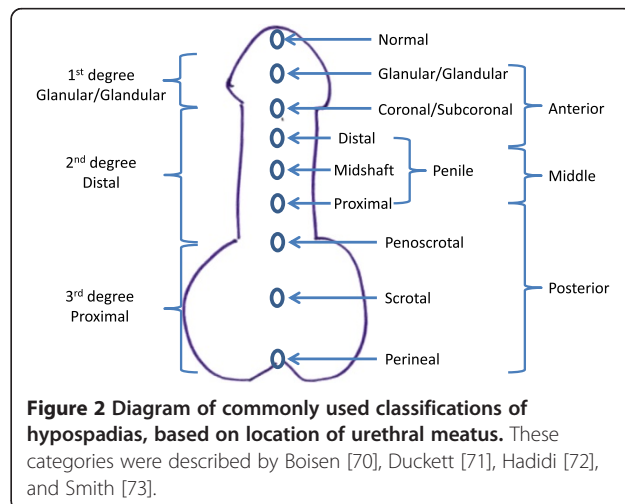 Normal
1st degree
Glanular/Glandular
Glanular/Glandular
Coronal/Subcoronal
Anterior
Distal
2nd degree
Distal
Midshaft
Penile
Middle
Proximal
Penoscrotal
3rd degree
Proximal
Scrotal
Posterior
Perineal
Figure 2 Diagram of commonly used classifications of
hypospadias, based on location of urethral meatus. These
categories were described by Boisen [70], Duckett [71], Hadidi [72],
and Smith [73].